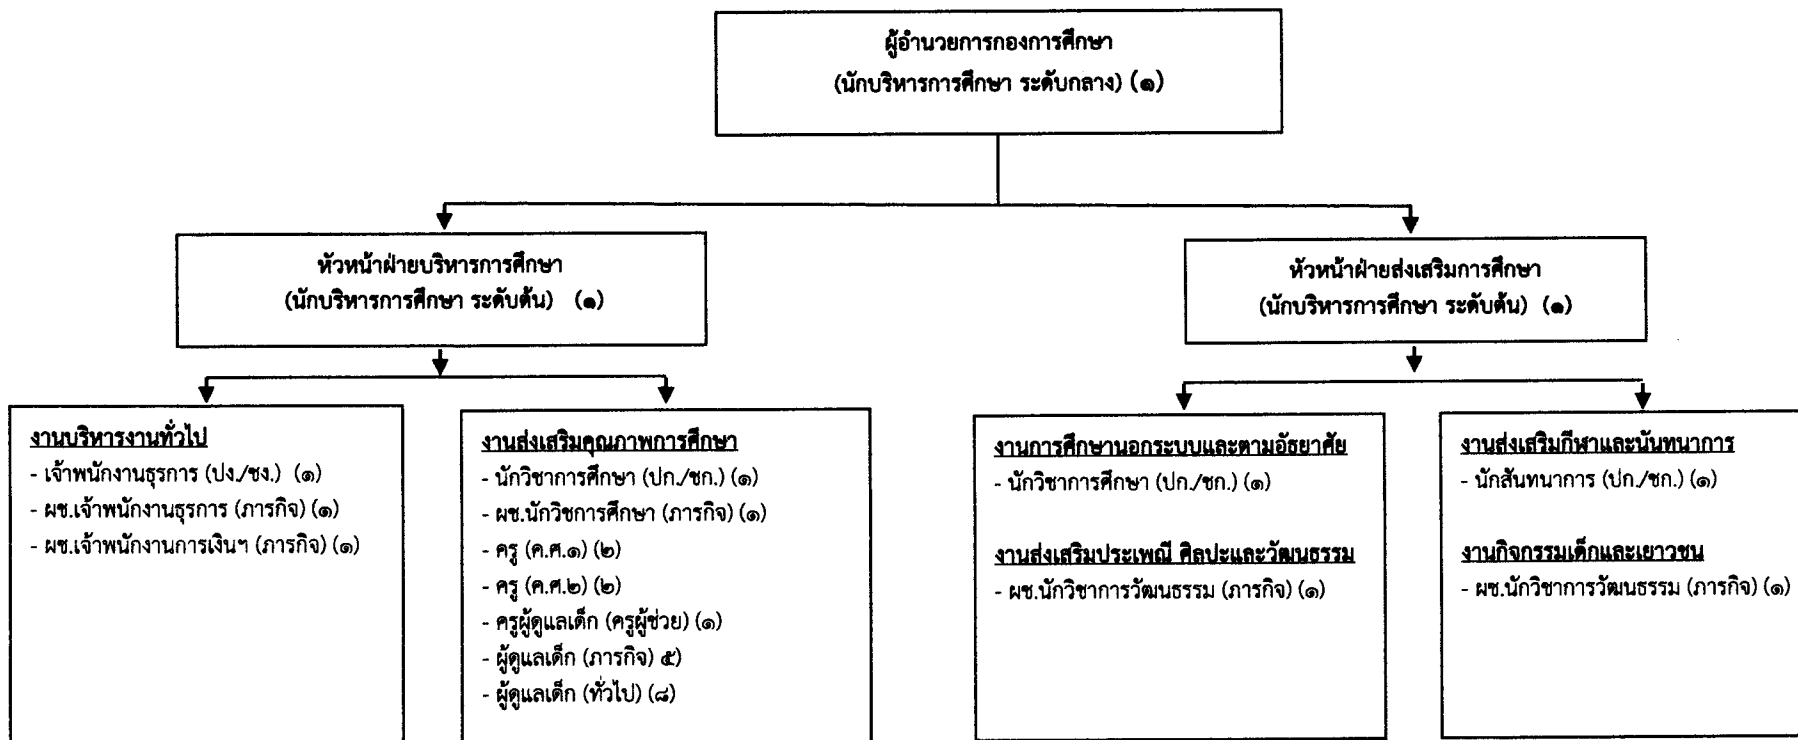 ผู้อำนวยการกองการศึกษา
(นักบริหารการศึกษา ระดับกลาง) (๑)
หัวหน้าฝ่ายบริหารการศึกษา
(นักบริหารการศึกษา ระดับต้น) (๑)
หัวหน้าฝ่ายส่งเสริมการศึกษา
(นักบริหารการศึกษา ระดับต้น) (๑)
งานบริหารงานทั่วไป
- เจ้าพนักงานธุรการ (ปง./ชง.) (๑)
- ผช.เจ้าพนักงานธุรการ (ภารกิจ) (๑)
- ผช.เจ้าพนักงานการเงินฯ (ภารกิจ) (๑)
งานส่งเสริมคุณภาพการศึกษา
- นักวิชาการศึกษา (ปก./ชก.) (๑)
- ผช.นักวิชการศึกษา (ภารกิจ) (๑)
- ครู (ค.ศ.๑) (๒)
- ครู (ค.ศ.๒) (๒)
- ครูผู้ดูแลเด็ก (ครูผู้ช่วย) (๑)
- ผู้ดูแลเด็ก (ภารกิจ) ๕)
- ผู้ดูแลเด็ก (ทั่วไป) (๘)
งานการศึกษานอกระบบและตามอัธยาศัย
- นักวิชาการศึกษา (ปก./ชก.) (๑)
งานส่งเสริมประเพณี ศิลปะและวัฒนธรรม
- ผช.นักวิชาการวัฒนธรรม (ภารกิจ) (๑)
งานส่งเสริมกีฬาและนันทนาการ
- นักสันทนาการ (ปก./ชก.) (๑)
งานกิจกรรมเด็กและเยาวชน
- ผช.นักวิชาการวัฒนธรรม (ภารกิจ) (๑)